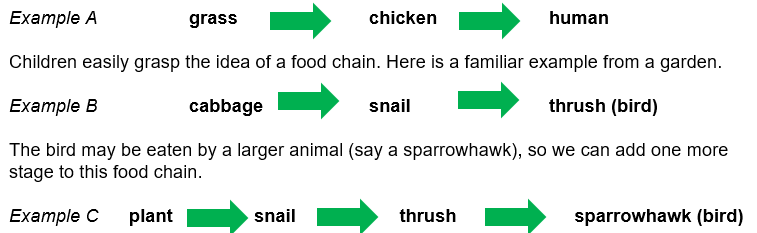 Example A grass chicken human
Children easily grasp the idea of a food chain. Here is a familiar example from a garden.
Example B cabbage snail thrush (bird)
The bird may be eaten by a larger animal (say a sparrowhawk), so we can add one more
stage to this food chain.
Example C plant snail thrush sparrowhawk (bird)